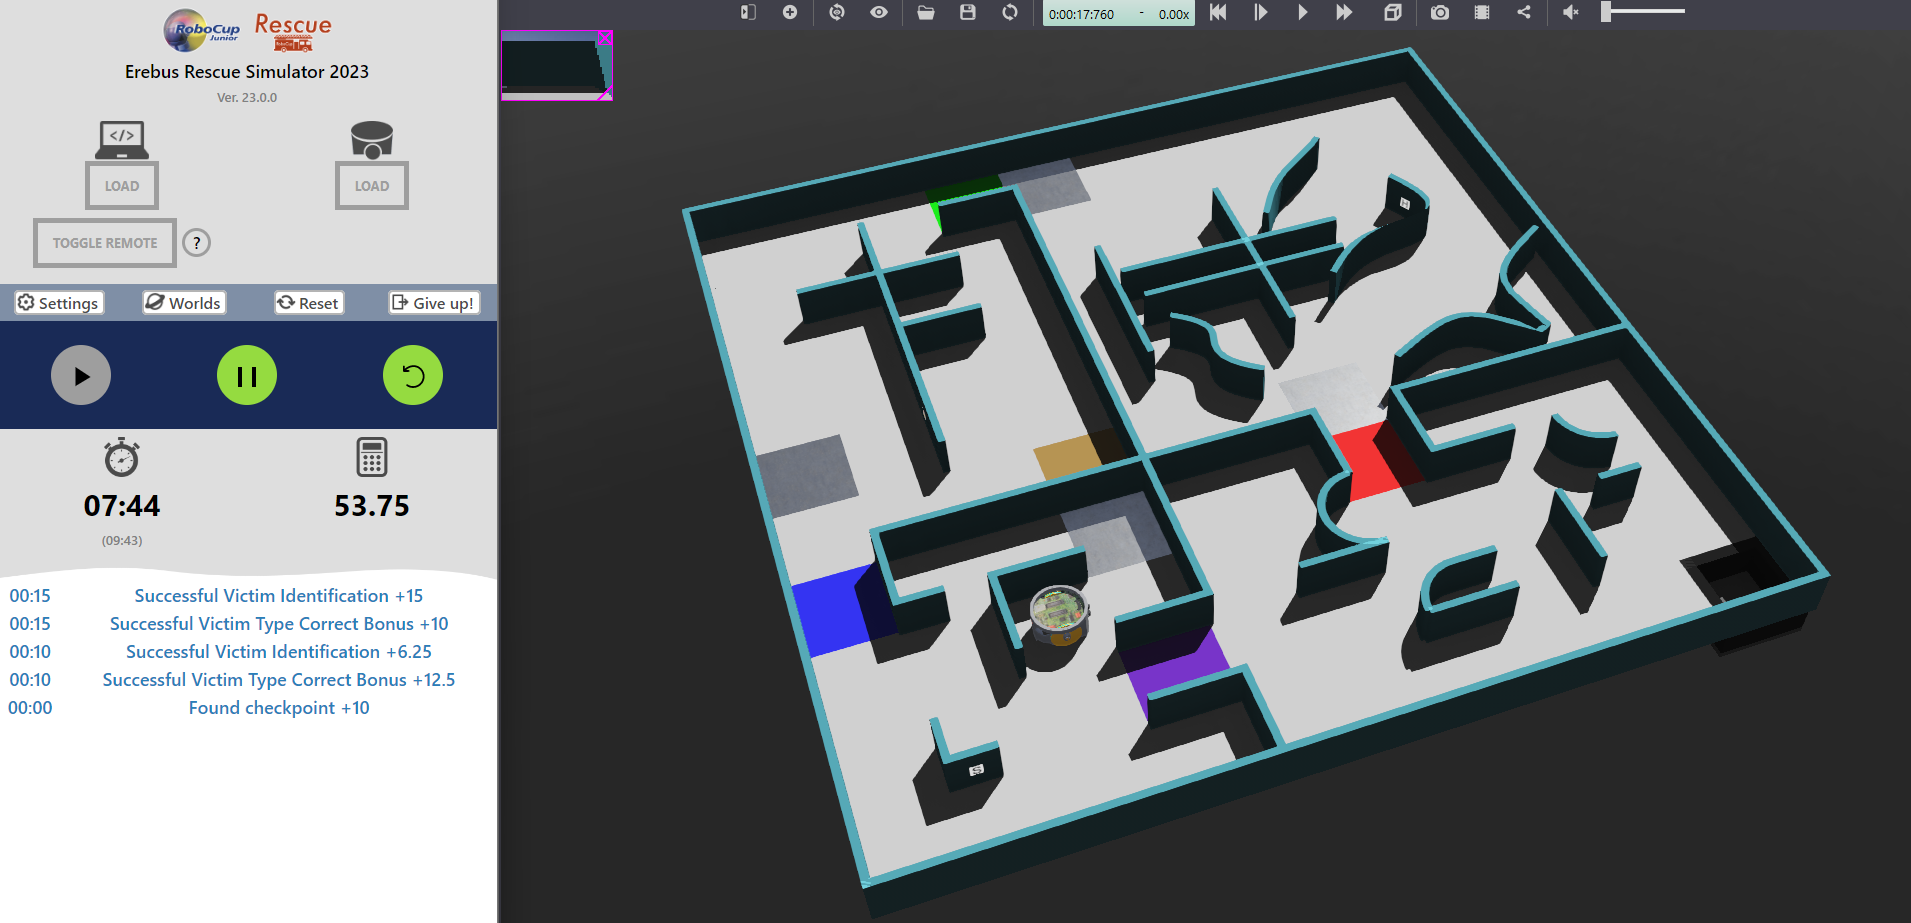 RoboCup
Junior
Rescue
RoboCup
Erebus Rescue Simulator 2023
Ver. 23.0.0
</>
LOAD
LOAD
TOGGLE REMOTE
?
Settings
Worlds
Reset
Give up!
07:44
53.75
(09:43)
00:15 Successful Victim Identification +15
00:15 Successful Victim Type Correct Bonus +10
00:10 Successful Victim Identification +6.25
00:10 Successful Victim Type Correct Bonus +12.5
00:00 Found checkpoint +10
0:00:17:760 - 0.00x
H
S